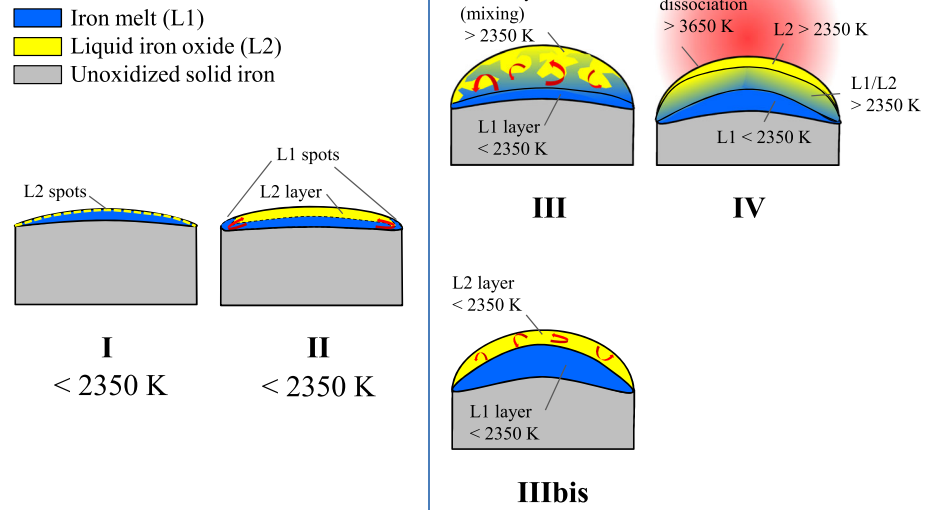 Iron melt (L1)
Liquid iron oxide (L2)
Unoxidized solid iron
L2 spots
I
< 2350 K
L1 spots
L2 layer
II
< 2350 K
(mixing)
> 2350 K
L1 layer
< 2350 K
III
dissociation
> 3650 K
L2 > 2350 K
L1/L2
> 2350 K
L1 < 2350 K
IV
L2 layer
< 2350 K
L1 layer
< 2350 K
IIIbis